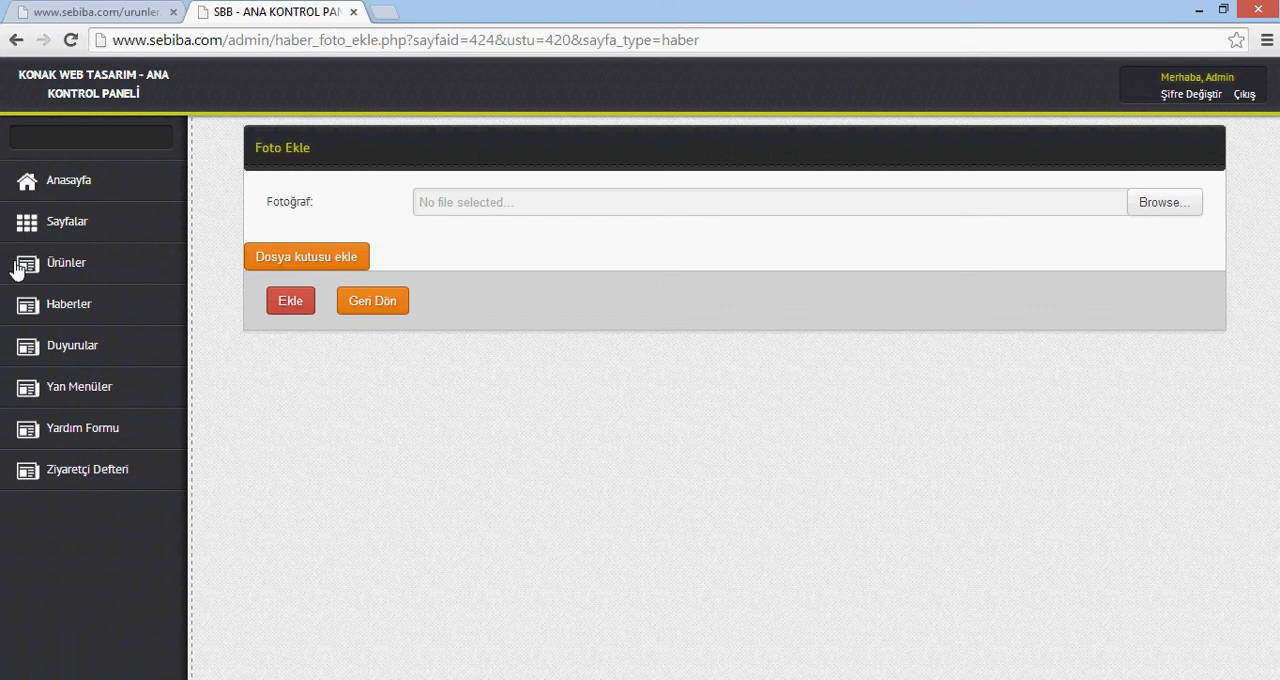 www.sebiba.com/urunler.
SBB - ANA KONTROL PAN
www.sebiba.com/admin/haber_foto_ekle.php?sayfaid=424&ustu=420&sayfa_type=haber
KONAK WEB TASARIM - ANA
KONTROL PANELİ
Merhaba, Admin
Şifre Değiştir Çıkış
Anasayfa
Sayfalar
Ürünler
Haberler
Duyurular
Yan Menüler
Yardım Formu
Ziyaretçi Defteri
Foto Ekle
Fotoğraf:
No file selected...
Browse...
Dosya kutusu ekle
Ekle
Geri Dön